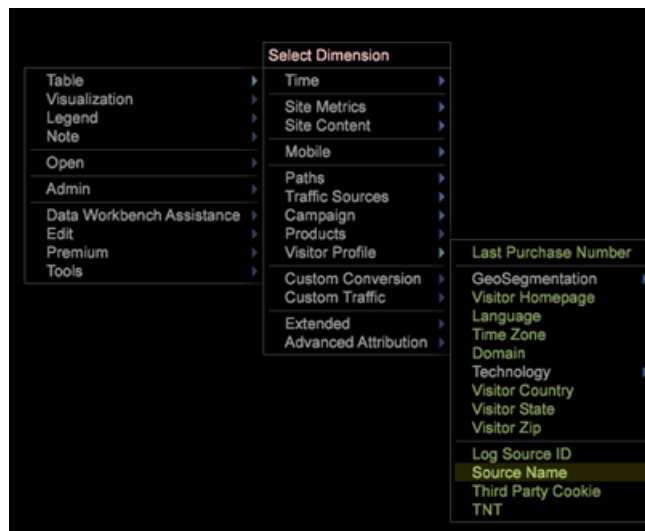 Table
Visualization
Legend
Note
Open
Admin
Data Workbench Assistance
Edit
Premium
Tools
Select Dimension
Time
Site Metrics
Site Content
Mobile
Paths
Traffic Sources
Campaign
Products
Visitor Profile
Custom Conversion
Custom Traffic
Extended
Advanced Attribution
Last Purchase Number
GeoSegmentation
Visitor Homepage
Language
Time Zone
Domain
Technology
Visitor Country
Visitor State
Visitor Zip
Log Source ID
Source Name
Third Party Cookie
TNT